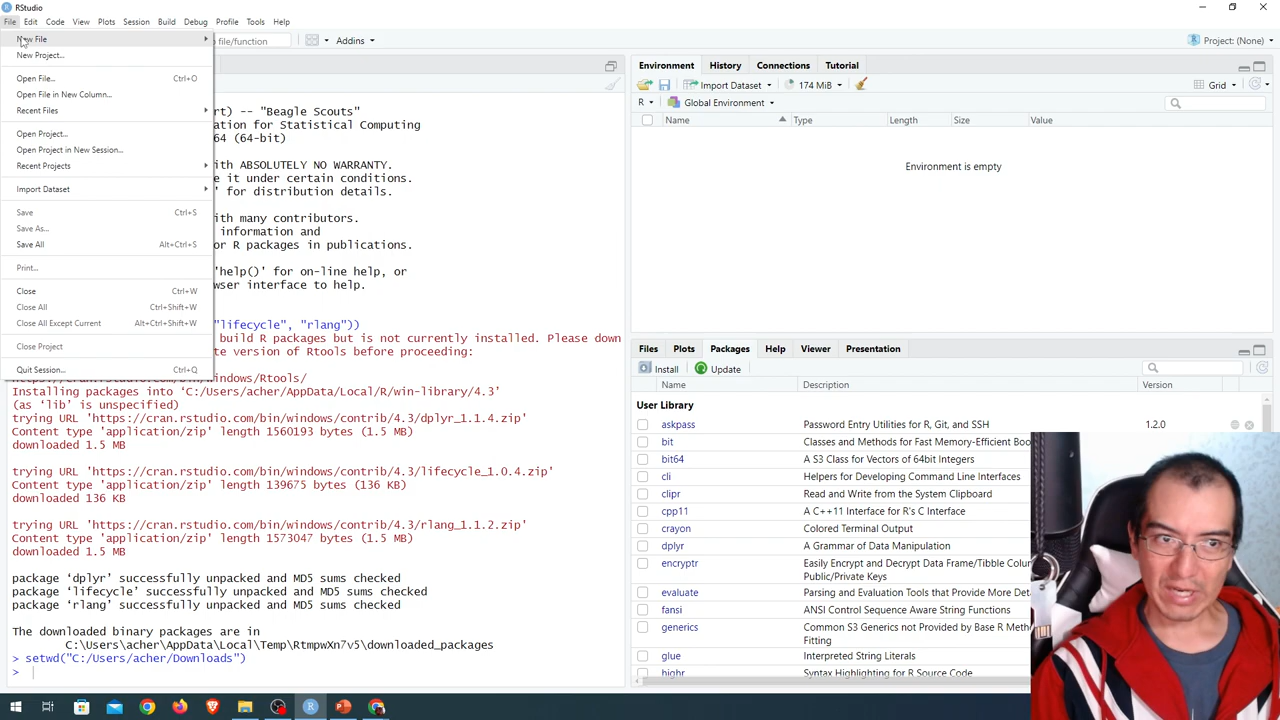 RStudio
File Edit Code View Plots Session Build Debug Profile Tools Help
New File
New Project...
Open File... Ctrl+O
Open File in New Column...
Recent Files
Open Project...
Open Project in New Session...
Recent Projects
Import Dataset
Save Ctrl+S
Save As...
Save All Alt+Ctrl+S
Print...
Close Ctrl+W
Close All Ctrl+Shift+W
Close All Except Current Alt+Ctrl+Shift+W
Close Project
Quit Session... Ctrl+Q
file/function Addins
Project: (None)
-- "Beagle Scouts"
ation for Statistical Computing
64 (64-bit)
ith ABSOLUTELY NO WARRANTY.
e it under certain conditions.
' for distribution details.
with many contributors.
information and
or R packages in publications.
'help()' for on-line help, or
wser interface to help.
"lifecycle", "rlang"))
build R packages but is not currently installed. Please down
te version of Rtools before proceeding:
https://cran.rstudio.com/bin/windows/Rtools/
Installing packages into ‘C:/Users/acher/AppData/Local/R/win-library/4.3’
(as ‘lib’ is unspecified)
trying URL 'https://cran.rstudio.com/bin/windows/contrib/4.3/dplyr_1.1.4.zip'
Content type 'application/zip' length 1560193 bytes (1.5 MB)
downloaded 1.5 MB
trying URL 'https://cran.rstudio.com/bin/windows/contrib/4.3/lifecycle_1.0.4.zip'
Content type 'application/zip' length 139675 bytes (136 KB)
downloaded 136 KB
trying URL 'https://cran.rstudio.com/bin/windows/contrib/4.3/rlang_1.1.2.zip'
Content type 'application/zip' length 1573047 bytes (1.5 MB)
downloaded 1.5 MB
package ‘dplyr’ successfully unpacked and MD5 sums checked
package ‘lifecycle’ successfully unpacked and MD5 sums checked
package ‘rlang’ successfully unpacked and MD5 sums checked
The downloaded binary packages are in
C:\Users\acher\AppData\Local\Temp\RtmpwXn7v5\downloaded_packages
> setwd("C:/Users/acher/Downloads")
>
Environment History Connections Tutorial
Import Dataset 174 MiB Grid
R Global Environment
Name Type Length Size Value
Environment is empty
Files Plots Packages Help Viewer Presentation
Install Update
Name Description Version
User Library
askpass Password Entry Utilities for R, Git, and SSH 1.2.0
bit Classes and Methods for Fast Memory-Efficient Boo
bit64 A S3 Class for Vectors of 64bit Integers
cli Helpers for Developing Command Line Interfaces
clipr Read and Write from the System Clipboard
cpp11 A C++11 Interface for R's C Interface
crayon Colored Terminal Output
dplyr A Grammar of Data Manipulation
encryptr Easily Encrypt and Decrypt Data Frame/Tibble Colum
Public/Private Keys
evaluate Parsing and Evaluation Tools that Provide More Det
fansi ANSI Control Sequence Aware String Functions
generics Common S3 Generics not Provided by Base R Meth
Fitting
glue Interpreted String Literals
highr Syntax Highlighting for R Source Code